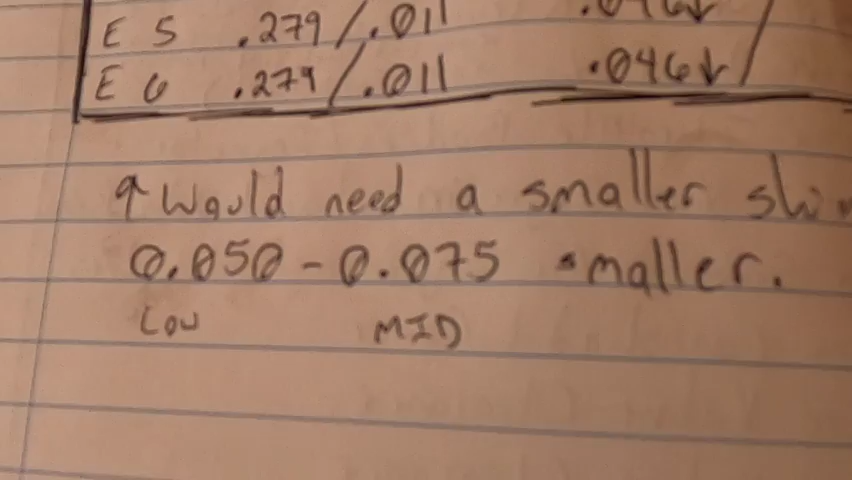 E 5 .279/.011 .046↓/
E 6 .279/.011 .046↓/
↑ Would need a smaller
0.050 - 0.075 smaller.
Low MID